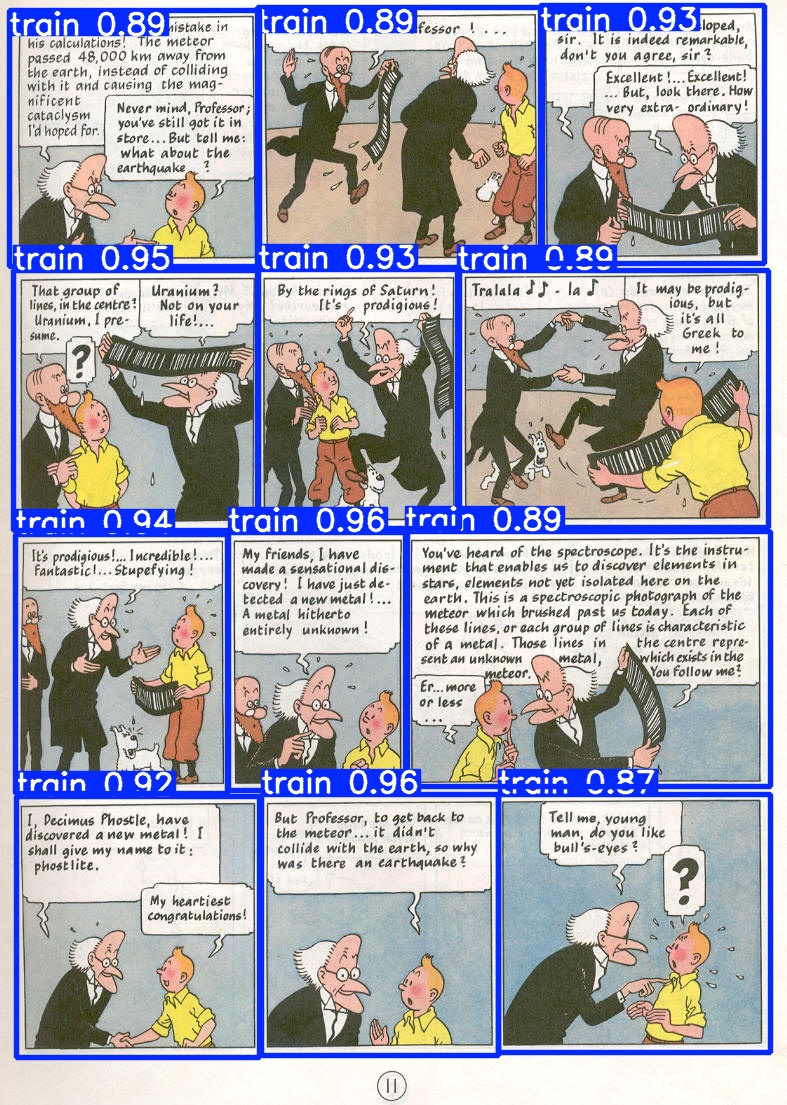 train 0.89
mistake in
his calculations! The meteor
passed 48,000 km away from
the earth, instead of colliding
with it and causing the mag-
nificent
cataclysm
I'd hoped for.
Never mind, Professor;
you've still got it in
store... But tell me:
what about the
earthquake ?
train 0.89
fessor ! ...
train 0.93
sir. It is indeed remarkable,
don't you agree, sir ?
Excellent !...Excellent!
... But, look there. How
very extra- ordinary!
train 0.95
That group of
lines, in the centre?
Uranium, I pre-
sume.
?
Uranium?
Not on your
life!...
train 0.93
By the rings of Saturn!
It's prodigious!
train 0.89
Tralala ♪♪ - la ♪
It may be prodig-
ious, but
it's all
Greek to
me !
train 0.94
It's prodigious!... Incredible!...
Fantastic!... Stupefying !
train 0.96
My friends, I have
made a sensational dis-
covery! I have just de-
tected a new metal!...
A metal hitherto
entirely unknown !
train 0.89
You've heard of the spectroscope. It's the instru-
ment that enables us to discover elements in
stars, elements not yet isolated here on the
earth. This is a spectroscopic photograph of the
meteor which brushed past us today. Each of
these lines, or each group of lines is characteristic
of a metal. Those lines in the centre repre-
sent an unknown metal, which exists in the
meteor. You follow me?
Er...more
or less
...
train 0.92
I, Decimus Phostle, have
discovered a new metal! I
shall give my name to it:
phostlite.
My heartiest
congratulations!
train 0.96
But Professor, to get back to
the meteor... it didn't
collide with the earth, so why
was there an earthquake?
train 0.87
Tell me, young
man, do you like
bull's-eyes?
?
11